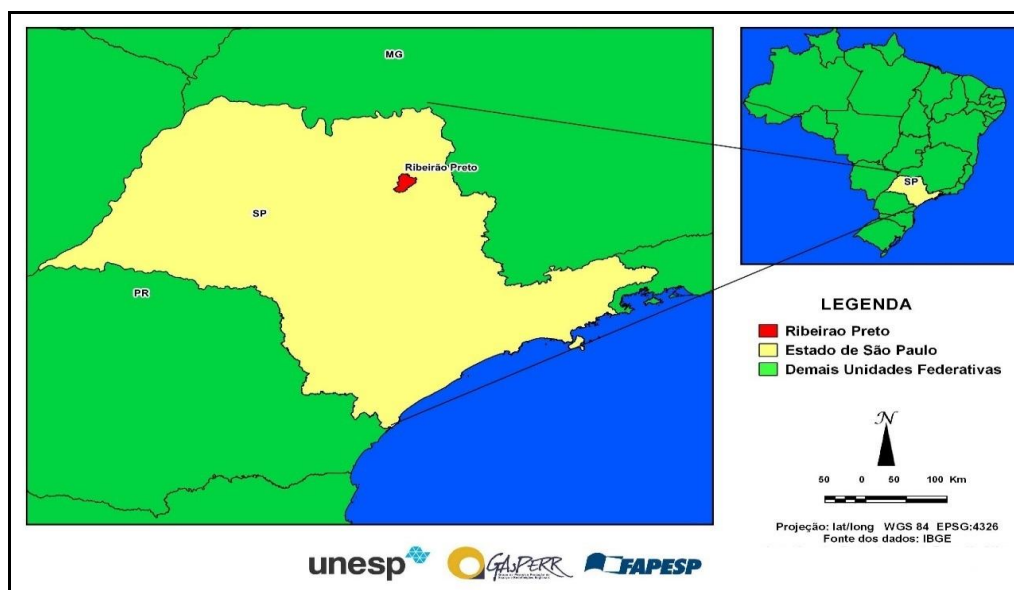 MG
Ribeirão Preto
SP
PR
SP
LEGENDA
Ribeirao Preto
Estado de São Paulo
Demais Unidades Federativas
N
50 0 50 100 Km
Projeção: lat/long WGS 84 EPSG:4326
Fonte dos dados: IBGE
unesp
GAsPERR
FAPESP